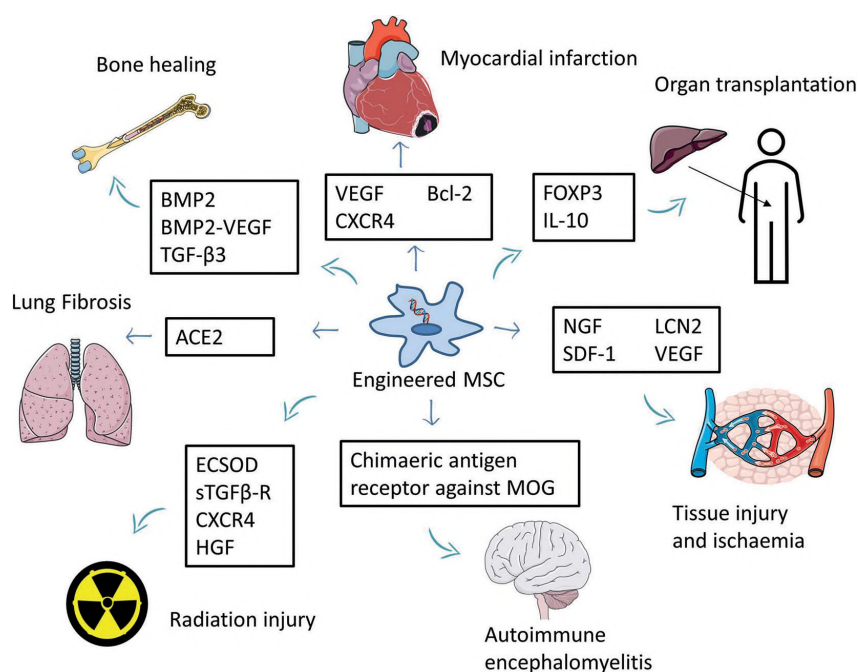 Bone healing
Myocardial infarction
Organ transplantation
BMP2
BMP2-VEGF
TGF-β3
VEGF Bcl-2
CXCR4
FOXP3
IL-10
Lung Fibrosis
ACE2
Engineered MSC
NGF LCN2
SDF-1 VEGF
ECSOD
sTGFβ-R
CXCR4
HGF
Chimaeric antigen
receptor against MOG
Tissue injury
and ischaemia
Radiation injury
Autoimmune
encephalomyelitis